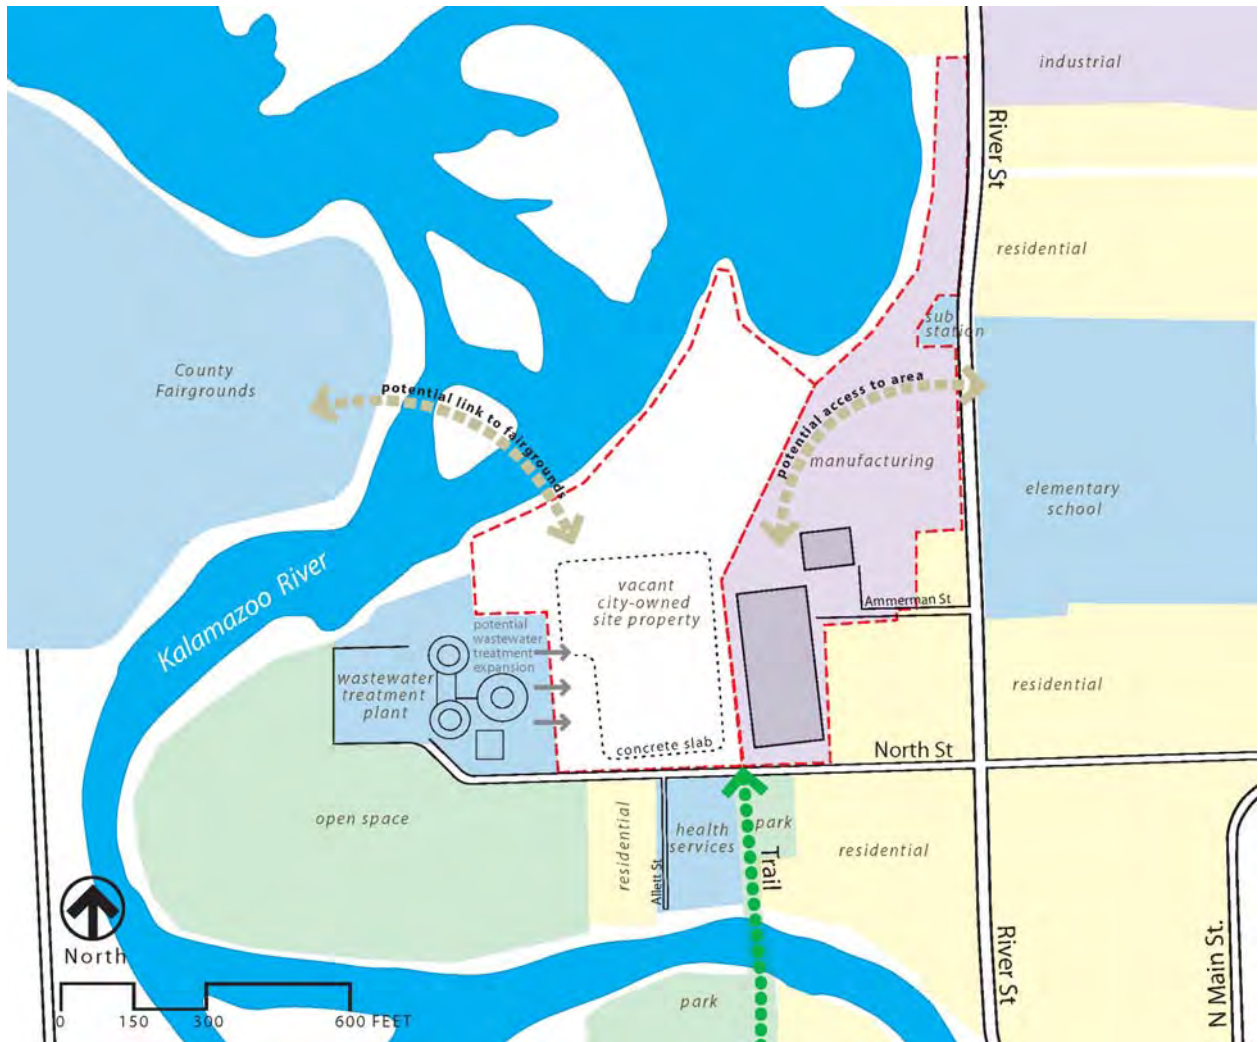 industrial
River St
residential
sub
station
County
Fairgrounds
potential link to fairgrounds
potential access to area
manufacturing
elementary
school
Kalamazoo River
vacant
city-owned
site property
Ammerman St
potential
wastewater
treatment
expansion
wastewater
treatment
plant
residential
concrete slab
North St
open space
residential
Allett St
health
services
park
Trail
residential
North
River St
N Main St.
park
0 150 300 600 FEET